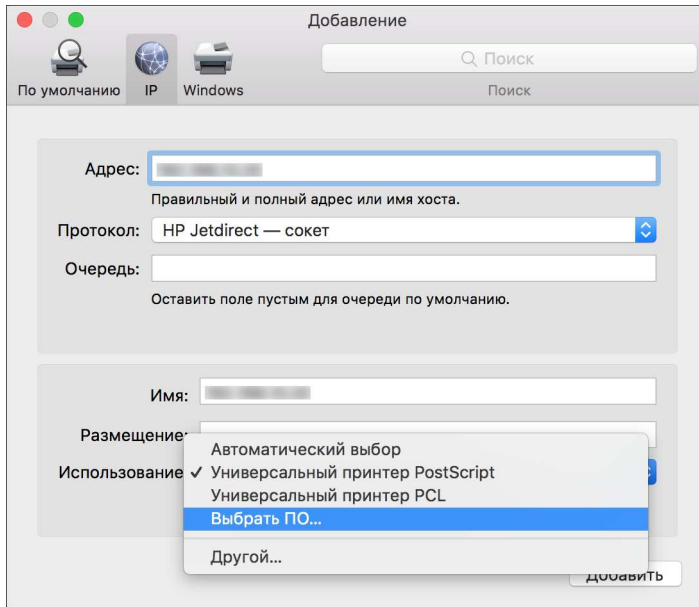 Добавление
Поиск
По умолчанию IP Windows Поиск
Адрес:
Правильный и полный адрес или имя хоста.
Протокол: HP Jetdirect — сокет
Очередь:
Оставить поле пустым для очереди по умолчанию.
Имя:
Размещение:
Автоматический выбор
Использование ✓ Универсальный принтер PostScript
Универсальный принтер PCL
Выбрать ПО...
Другой...
Добавить